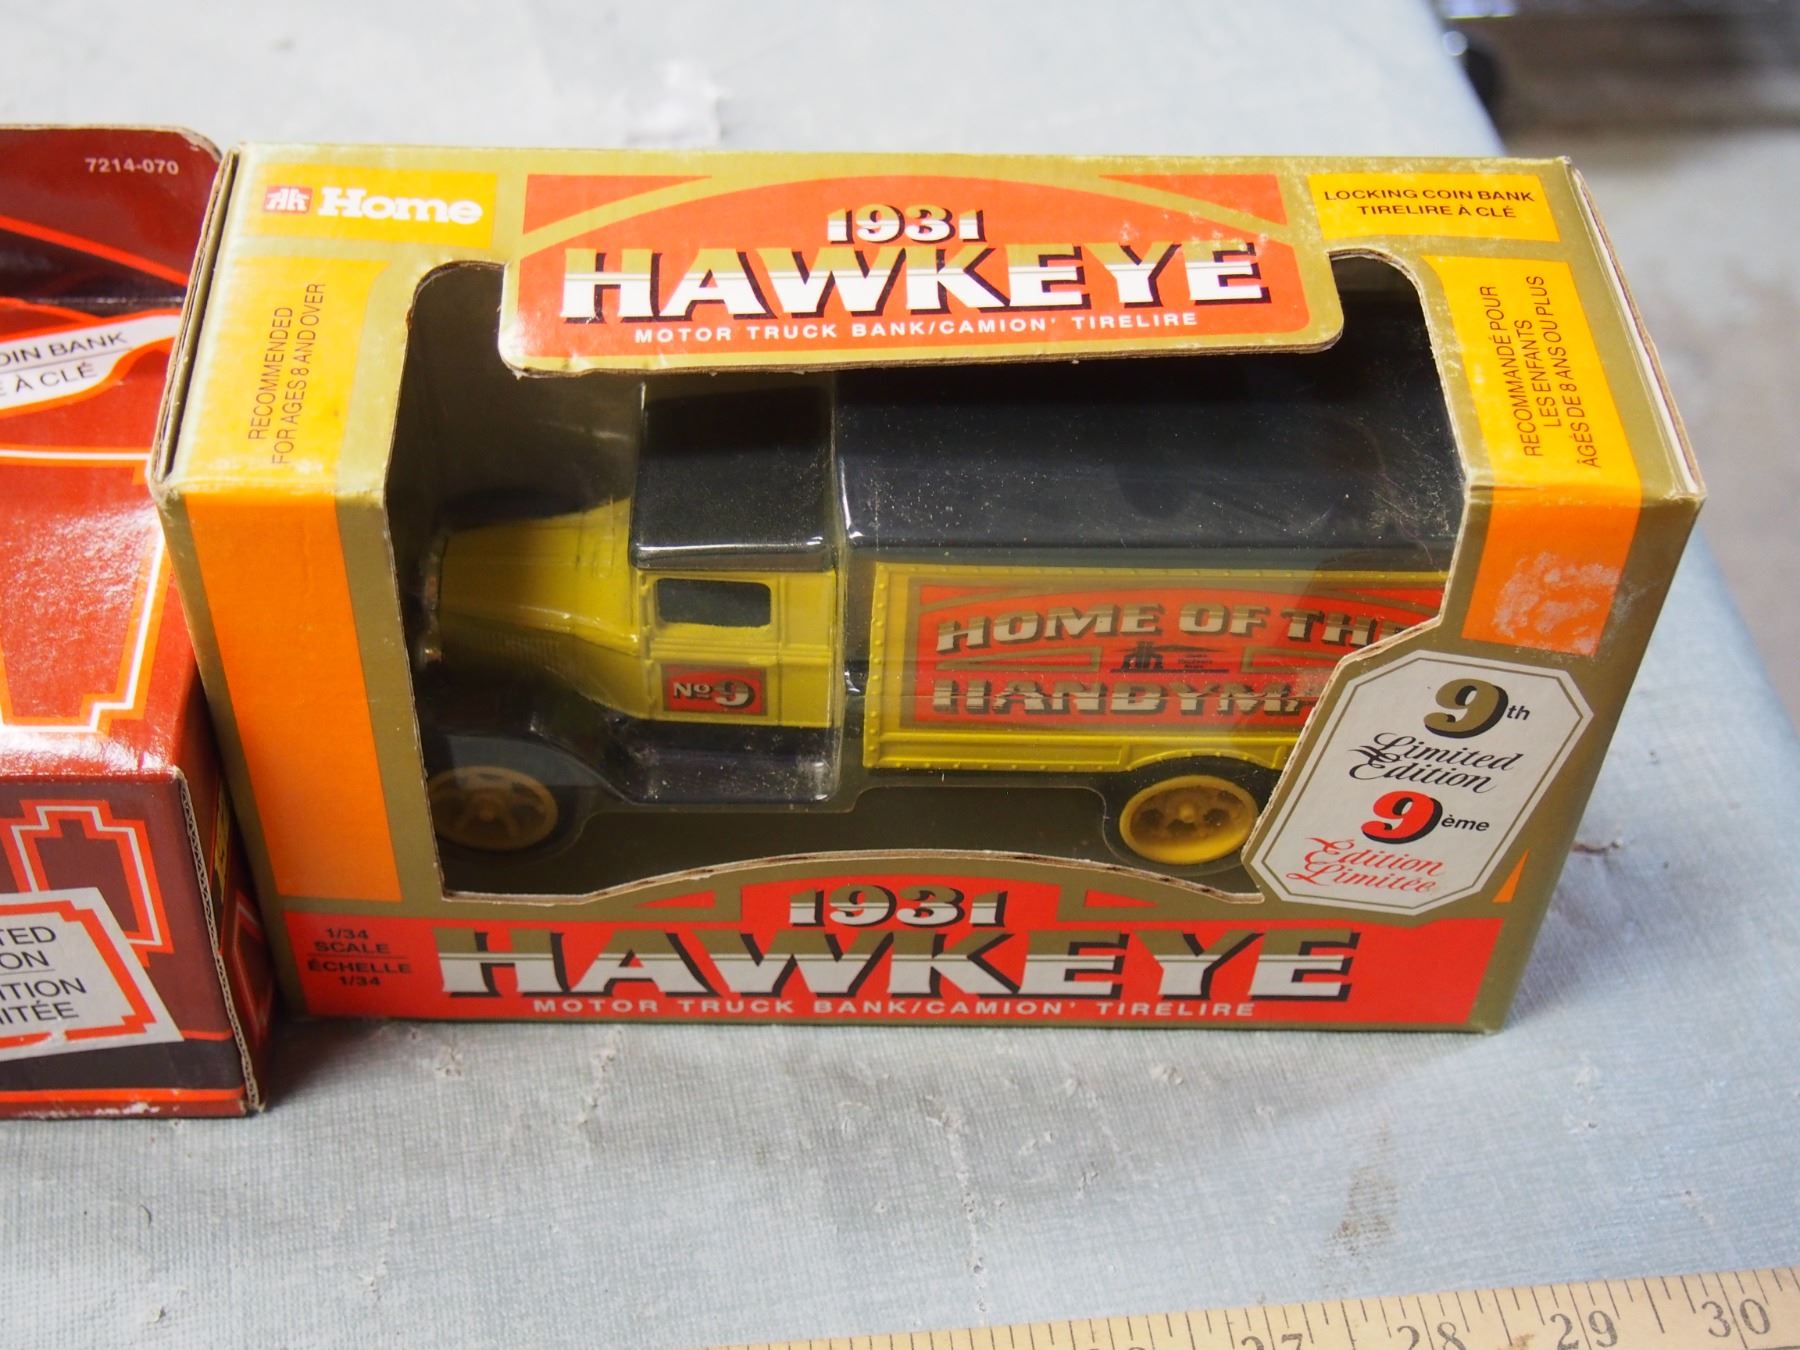 7214-070
OIN BANK
E À CLÉ
TED
ON
ITION
ITÉE
Home
1931
HAWKEYE
MOTOR TRUCK BANK/CAMION' TIRELIRE
LOCKING COIN BANK
TIRELIRE À CLÉ
RECOMMENDED
FOR AGES 8 AND OVER
RECOMMANDÉ POUR
LES ENFANTS
ÂGÉS DE 8 ANS OU PLUS
No 9
HOME OF THE
HANDYMA
9th
Limited
Edition
9ème
Edition
Limitée
1/34
SCALE
ÉCHELLE
1/34
1931
HAWKEYE
MOTOR TRUCK BANK/CAMION' TIRELIRE
27 28 29 30